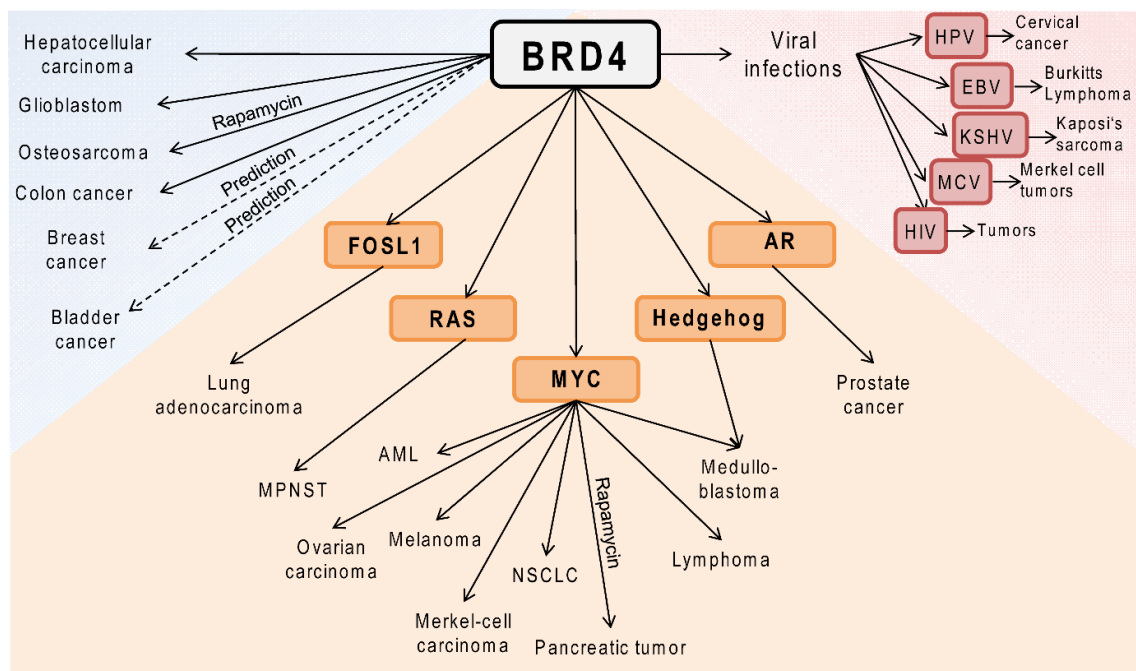 BRD4
Hepatocellular
carcinoma
Glioblastom
Rapamycin
Osteosarcoma
Colon cancer
Prediction
Prediction
Breast
cancer
Bladder
cancer
Viral
infections
HPV
Cervical
cancer
EBV
Burkitts
Lymphoma
KSHV
Kaposi's
sarcoma
MCV
Merkel cell
tumors
HIV
Tumors
FOSL1
AR
RAS
Hedgehog
MYC
Lung
adenocarcinoma
Prostate
cancer
AML
MPNST
Medullo-
blastoma
Rapamycin
Ovarian
carcinoma
Melanoma
NSCLC
Lymphoma
Merkel-cell
carcinoma
Pancreatic tumor